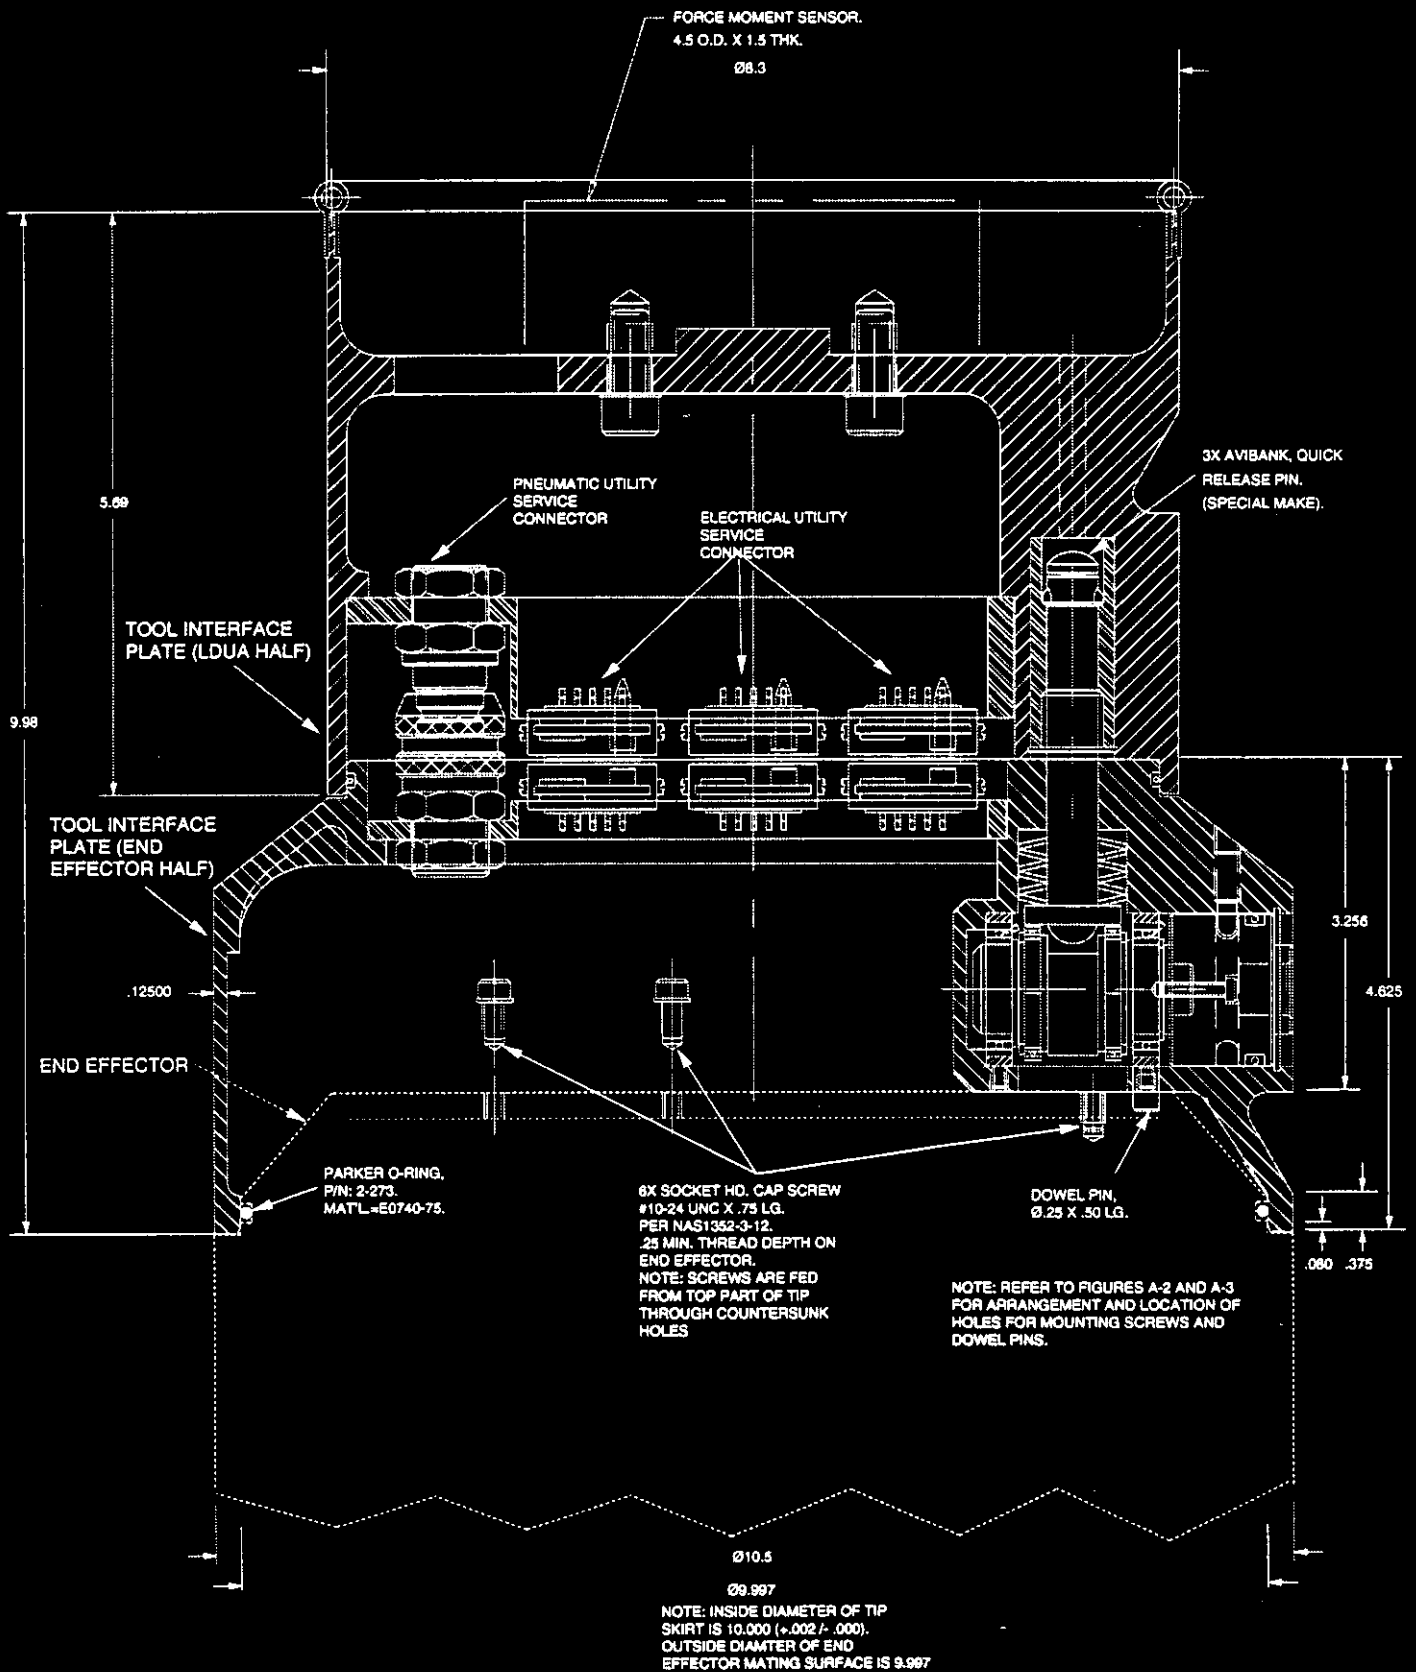 FORCE MOMENT SENSOR.
4.5 O.D. X 1.5 THK.
Ø8.3
3X AVIBANK, QUICK
RELEASE PIN.
(SPECIAL MAKE).
PNEUMATIC UTILITY
SERVICE
CONNECTOR
ELECTRICAL UTILITY
SERVICE
CONNECTOR
5.69
TOOL INTERFACE
PLATE (LDUA HALF)
9.98
TOOL INTERFACE
PLATE (END
EFFECTOR HALF)
3.256
4.625
.12500
END EFFECTOR
PARKER O-RING,
P/N: 2-273.
MAT'L.=E0740-75.
6X SOCKET HD. CAP SCREW
#10-24 UNC X .75 LG.
PER NAS1352-3-12.
.25 MIN. THREAD DEPTH ON
END EFFECTOR.
NOTE: SCREWS ARE FED
FROM TOP PART OF TIP
THROUGH COUNTERSUNK
HOLES
DOWEL PIN,
Ø.25 X .50 LG.
.060 .375
NOTE: REFER TO FIGURES A-2 AND A-3
FOR ARRANGEMENT AND LOCATION OF
HOLES FOR MOUNTING SCREWS AND
DOWEL PINS.
Ø10.5
Ø9.997
NOTE: INSIDE DIAMETER OF TIP
SKIRT IS 10.000 (+.002 /- .000).
OUTSIDE DIAMTER OF END
EFFECTOR MATING SURFACE IS 9.997